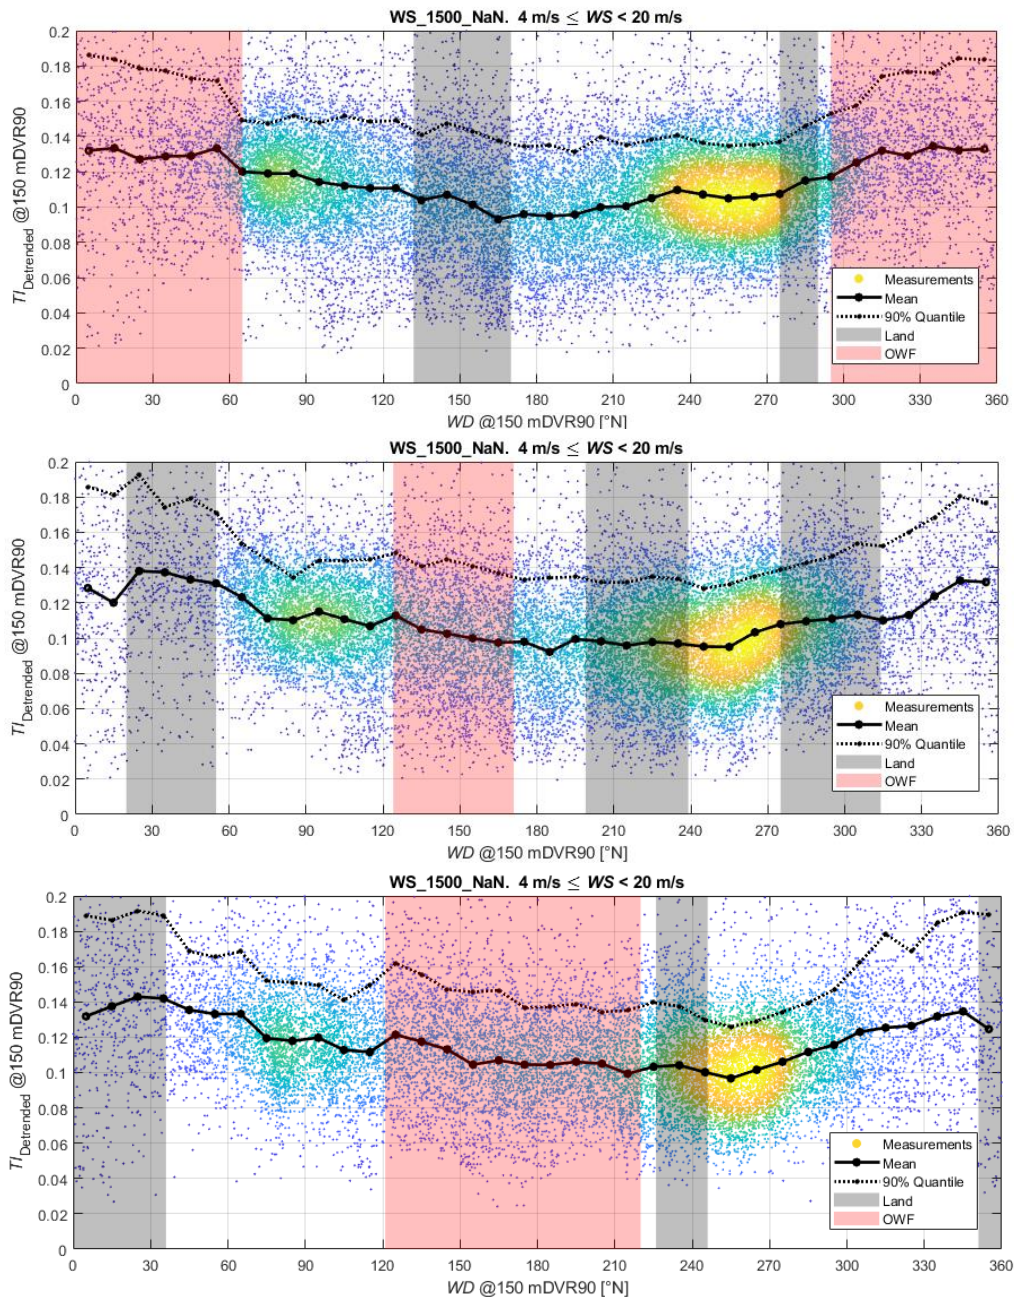 WS_1500_NaN. 4 m/s ≤ WS < 20 m/s
TI_Detrended @150 mDVR90
0.2
0.18
0.16
0.14
0.12
0.1
0.08
0.06
0.04
0.02
0
Measurements
Mean
90% Quantile
Land
OWF
0 30 60 90 120 150 180 210 240 270 300 330 360
WD @150 mDVR90 [°N]
WS_1500_NaN. 4 m/s ≤ WS < 20 m/s
TI_Detrended @150 mDVR90
0.2
0.18
0.16
0.14
0.12
0.1
0.08
0.06
0.04
0.02
0
Measurements
Mean
90% Quantile
Land
OWF
0 30 60 90 120 150 180 210 240 270 300 330 360
WD @150 mDVR90 [°N]
WS_1500_NaN. 4 m/s ≤ WS < 20 m/s
TI_Detrended @150 mDVR90
0.2
0.18
0.16
0.14
0.12
0.1
0.08
0.06
0.04
0.02
0
Measurements
Mean
90% Quantile
Land
OWF
0 30 60 90 120 150 180 210 240 270 300 330 360
WD @150 mDVR90 [°N]